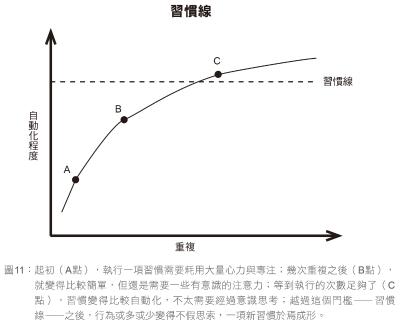 習慣線
C
習慣線
B
自動化程度
A
重複
圖11：起初（A點），執行一項習慣需要耗用大量心力與專注；幾次重複之後（B點），
就變得比較簡單，但還是需要一些有意識的注意力；等到執行的次數足夠了（C
點），習慣變得比較自動化，不太需要經過意識思考；越過這個門檻——習慣
線——之後，行為或多或少變得不假思索，一項新習慣於焉成形。